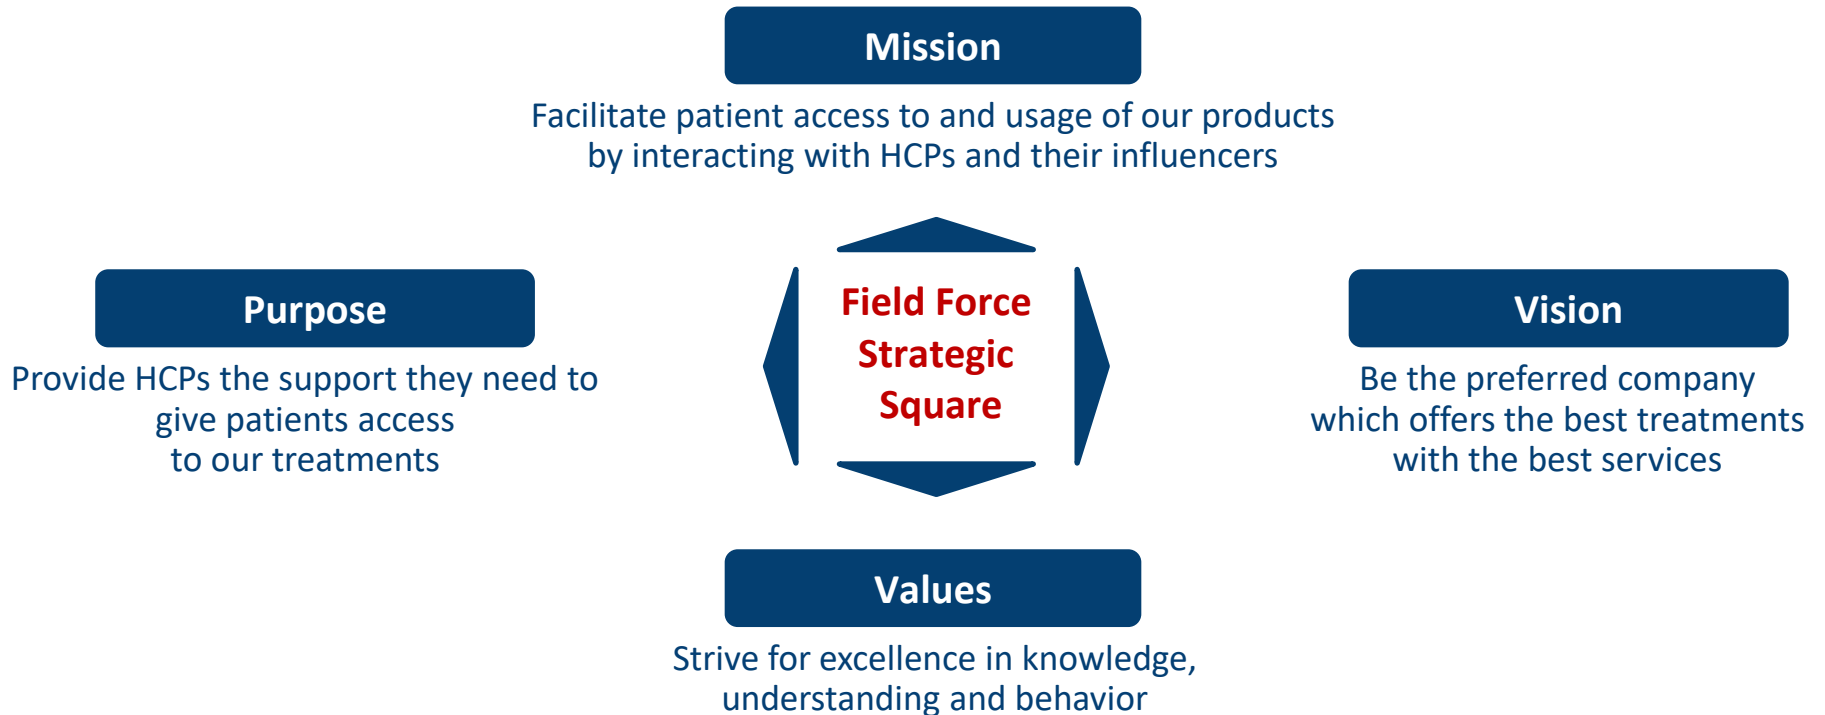 Mission
Facilitate patient access to and usage of our products
by interacting with HCPs and their influencers
Purpose
Provide HCPs the support they need to
give patients access
to our treatments
Field Force
Strategic
Square
Vision
Be the preferred company
which offers the best treatments
with the best services
Values
Strive for excellence in knowledge,
understanding and behavior